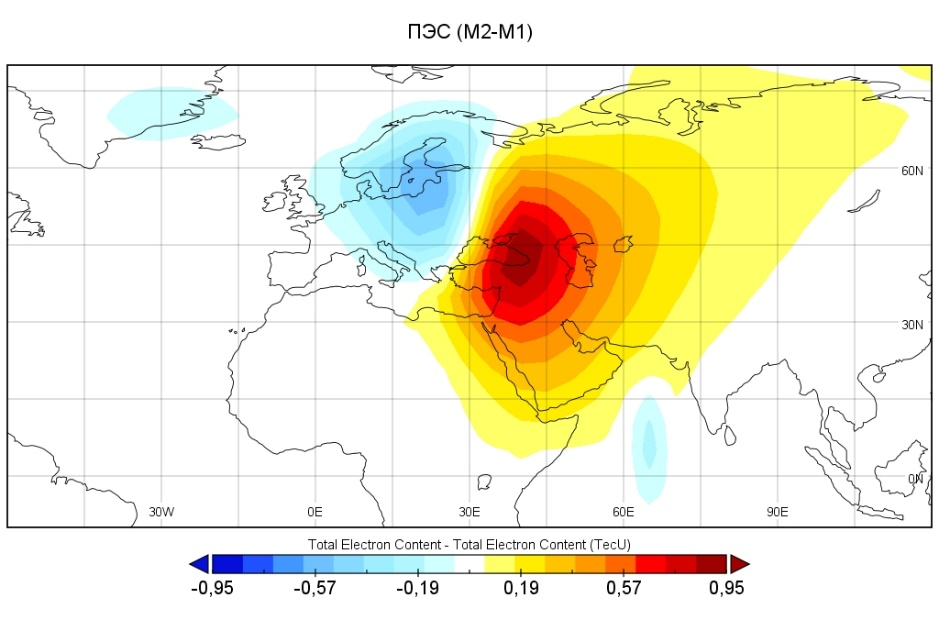 ПЭС (M2-M1)
60N
30N
0N
30W 0E 30E 60E 90E
Total Electron Content - Total Electron Content (TecU)
-0,95 -0,57 -0,19 0,19 0,57 0,95